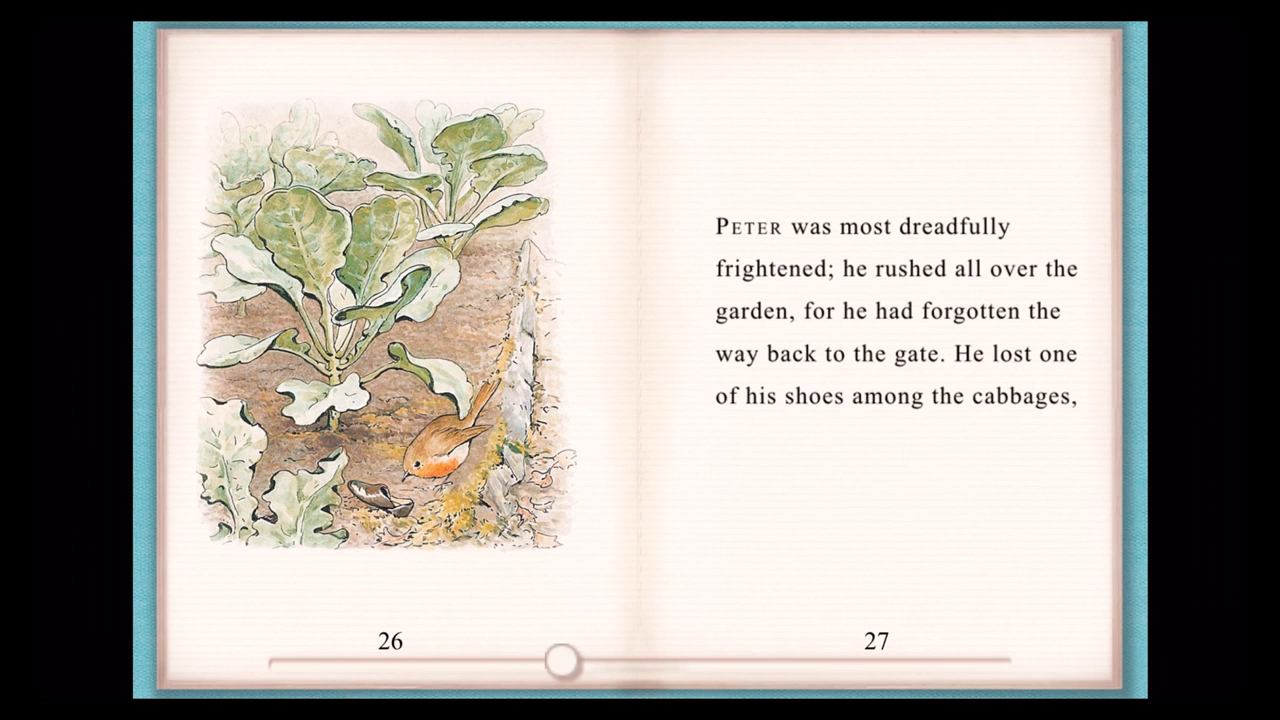 PETER was most dreadfully
frightened; he rushed all over the
garden, for he had forgotten the
way back to the gate. He lost one
of his shoes among the cabbages,
26
27